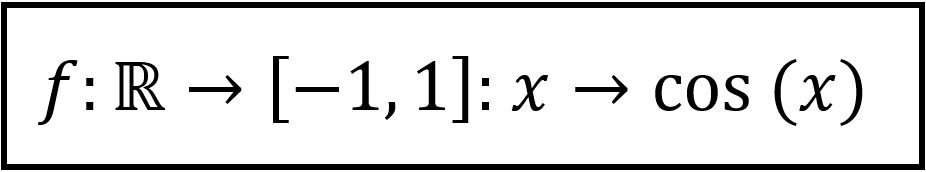 f: ℝ → [−1, 1]: x → cos (x)